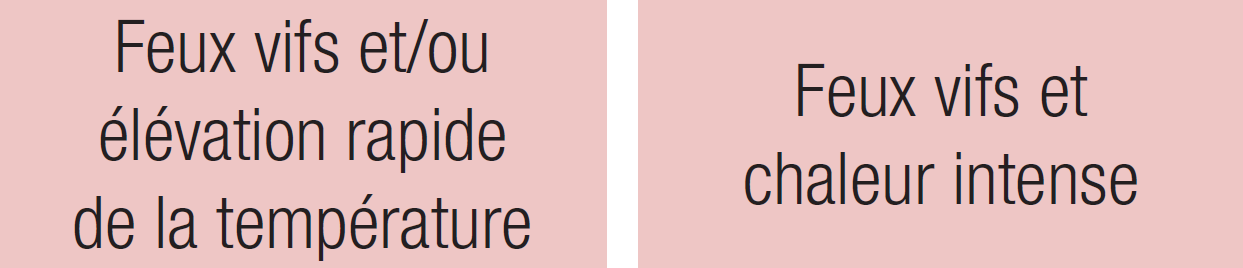 Feux vifs et/ou
élévation rapide
de la température
Feux vifs et
chaleur intense